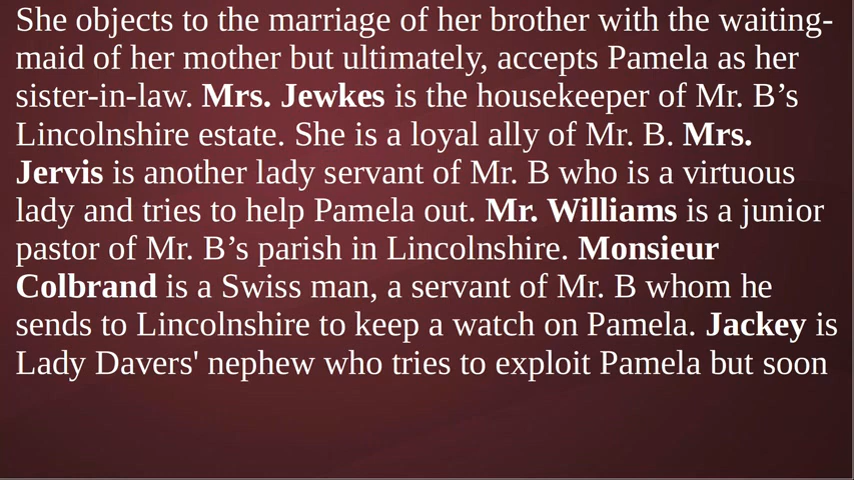 She objects to the marriage of her brother with the waiting-
maid of her mother but ultimately, accepts Pamela as her
sister-in-law. Mrs. Jewkes is the housekeeper of Mr. B’s
Lincolnshire estate. She is a loyal ally of Mr. B. Mrs.
Jervis is another lady servant of Mr. B who is a virtuous
lady and tries to help Pamela out. Mr. Williams is a junior
pastor of Mr. B’s parish in Lincolnshire. Monsieur
Colbrand is a Swiss man, a servant of Mr. B whom he
sends to Lincolnshire to keep a watch on Pamela. Jackey is
Lady Davers' nephew who tries to exploit Pamela but soon